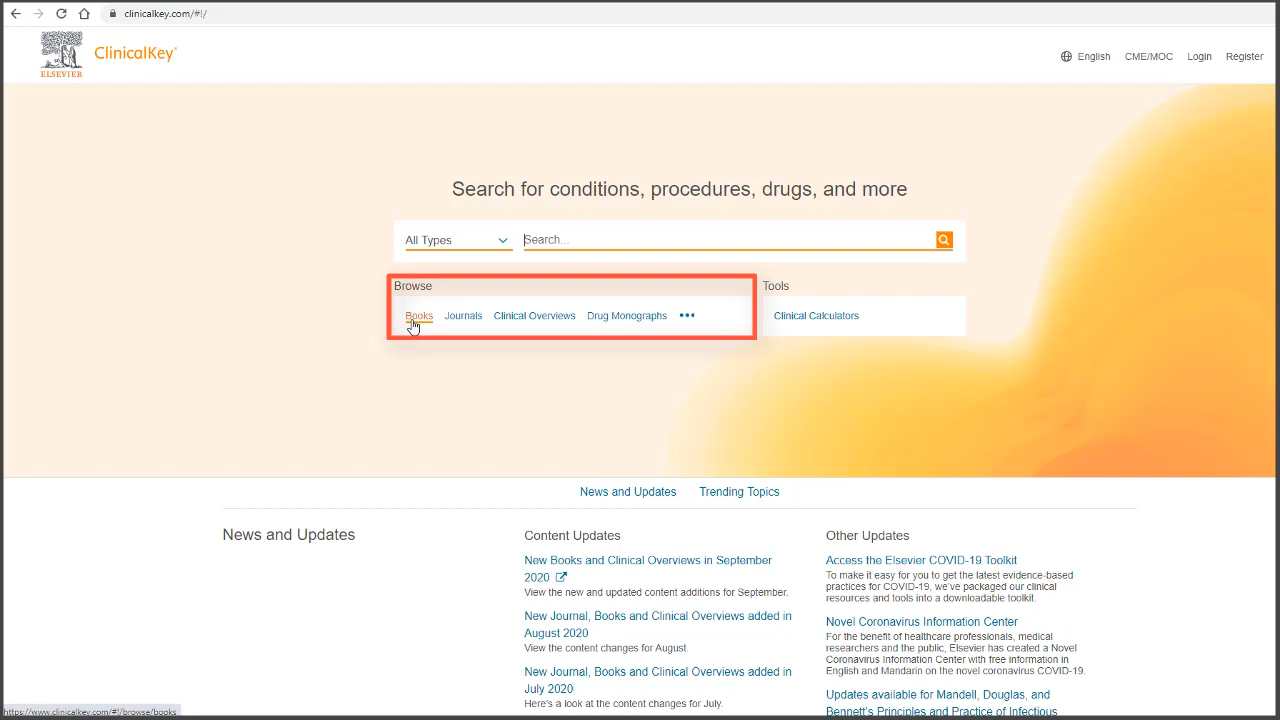 clinicalkey.com/#!/
ELSEVIER
ClinicalKey®
English CME/MOC Login Register
Search for conditions, procedures, drugs, and more
All Types Search...
Browse
Tools
Books Journals Clinical Overviews Drug Monographs •••
Clinical Calculators
News and Updates Trending Topics
News and Updates
Content Updates
New Books and Clinical Overviews in September
2020
View the new and updated content additions for September.
New Journal, Books and Clinical Overviews added in
August 2020
View the content changes for August.
New Journal, Books and Clinical Overviews added in
July 2020
Here's a look at the content changes for July.
Other Updates
Access the Elsevier COVID-19 Toolkit
To make it easy for you to get the latest evidence-based
practices for COVID-19, we've packaged our clinical
resources and tools into a downloadable toolkit.
Novel Coronavirus Information Center
For the benefit of healthcare professionals, medical
researchers and the public, Elsevier has created a Novel
Coronavirus Information Center with free information in
English and Mandarin on the novel coronavirus COVID-19.
Updates available for Mandell, Douglas, and
Bennett's Principles and Practice of Infectious
https://www.clinicalkey.com/#!/browse/books